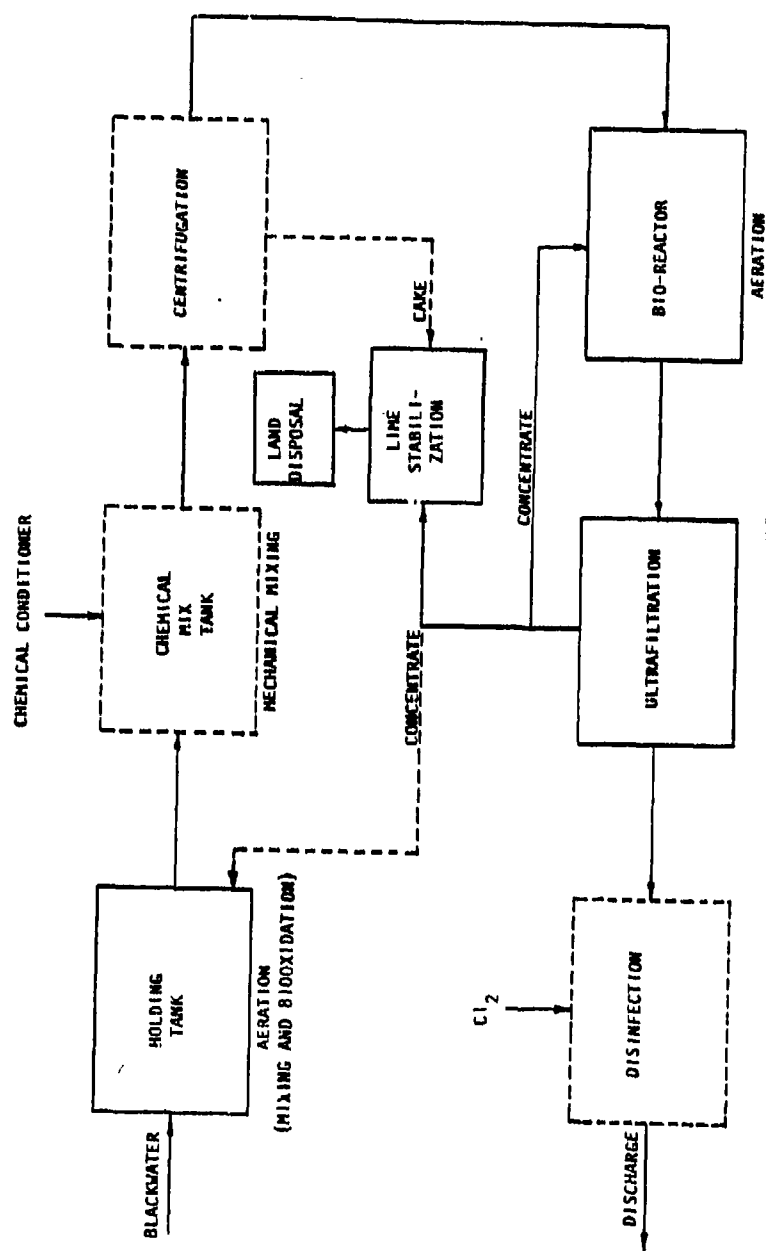 CHEMICAL CONDITIONER
BLACKWATER
HOLDING
TANK
AERATION
(MIXING AND BIOOXIDATION)
CHEMICAL
MIX
TANK
MECHANICAL MIXING
CENTRIFUGATION
CAKE
LAND
DISPOSAL
LIME
STABILI-
ZATION
CONCENTRATE
CONCENTRATE
Cl2
DISCHARGE
DISINFECTION
ULTRAFILTRATION
BIO-REACTOR
AERATION